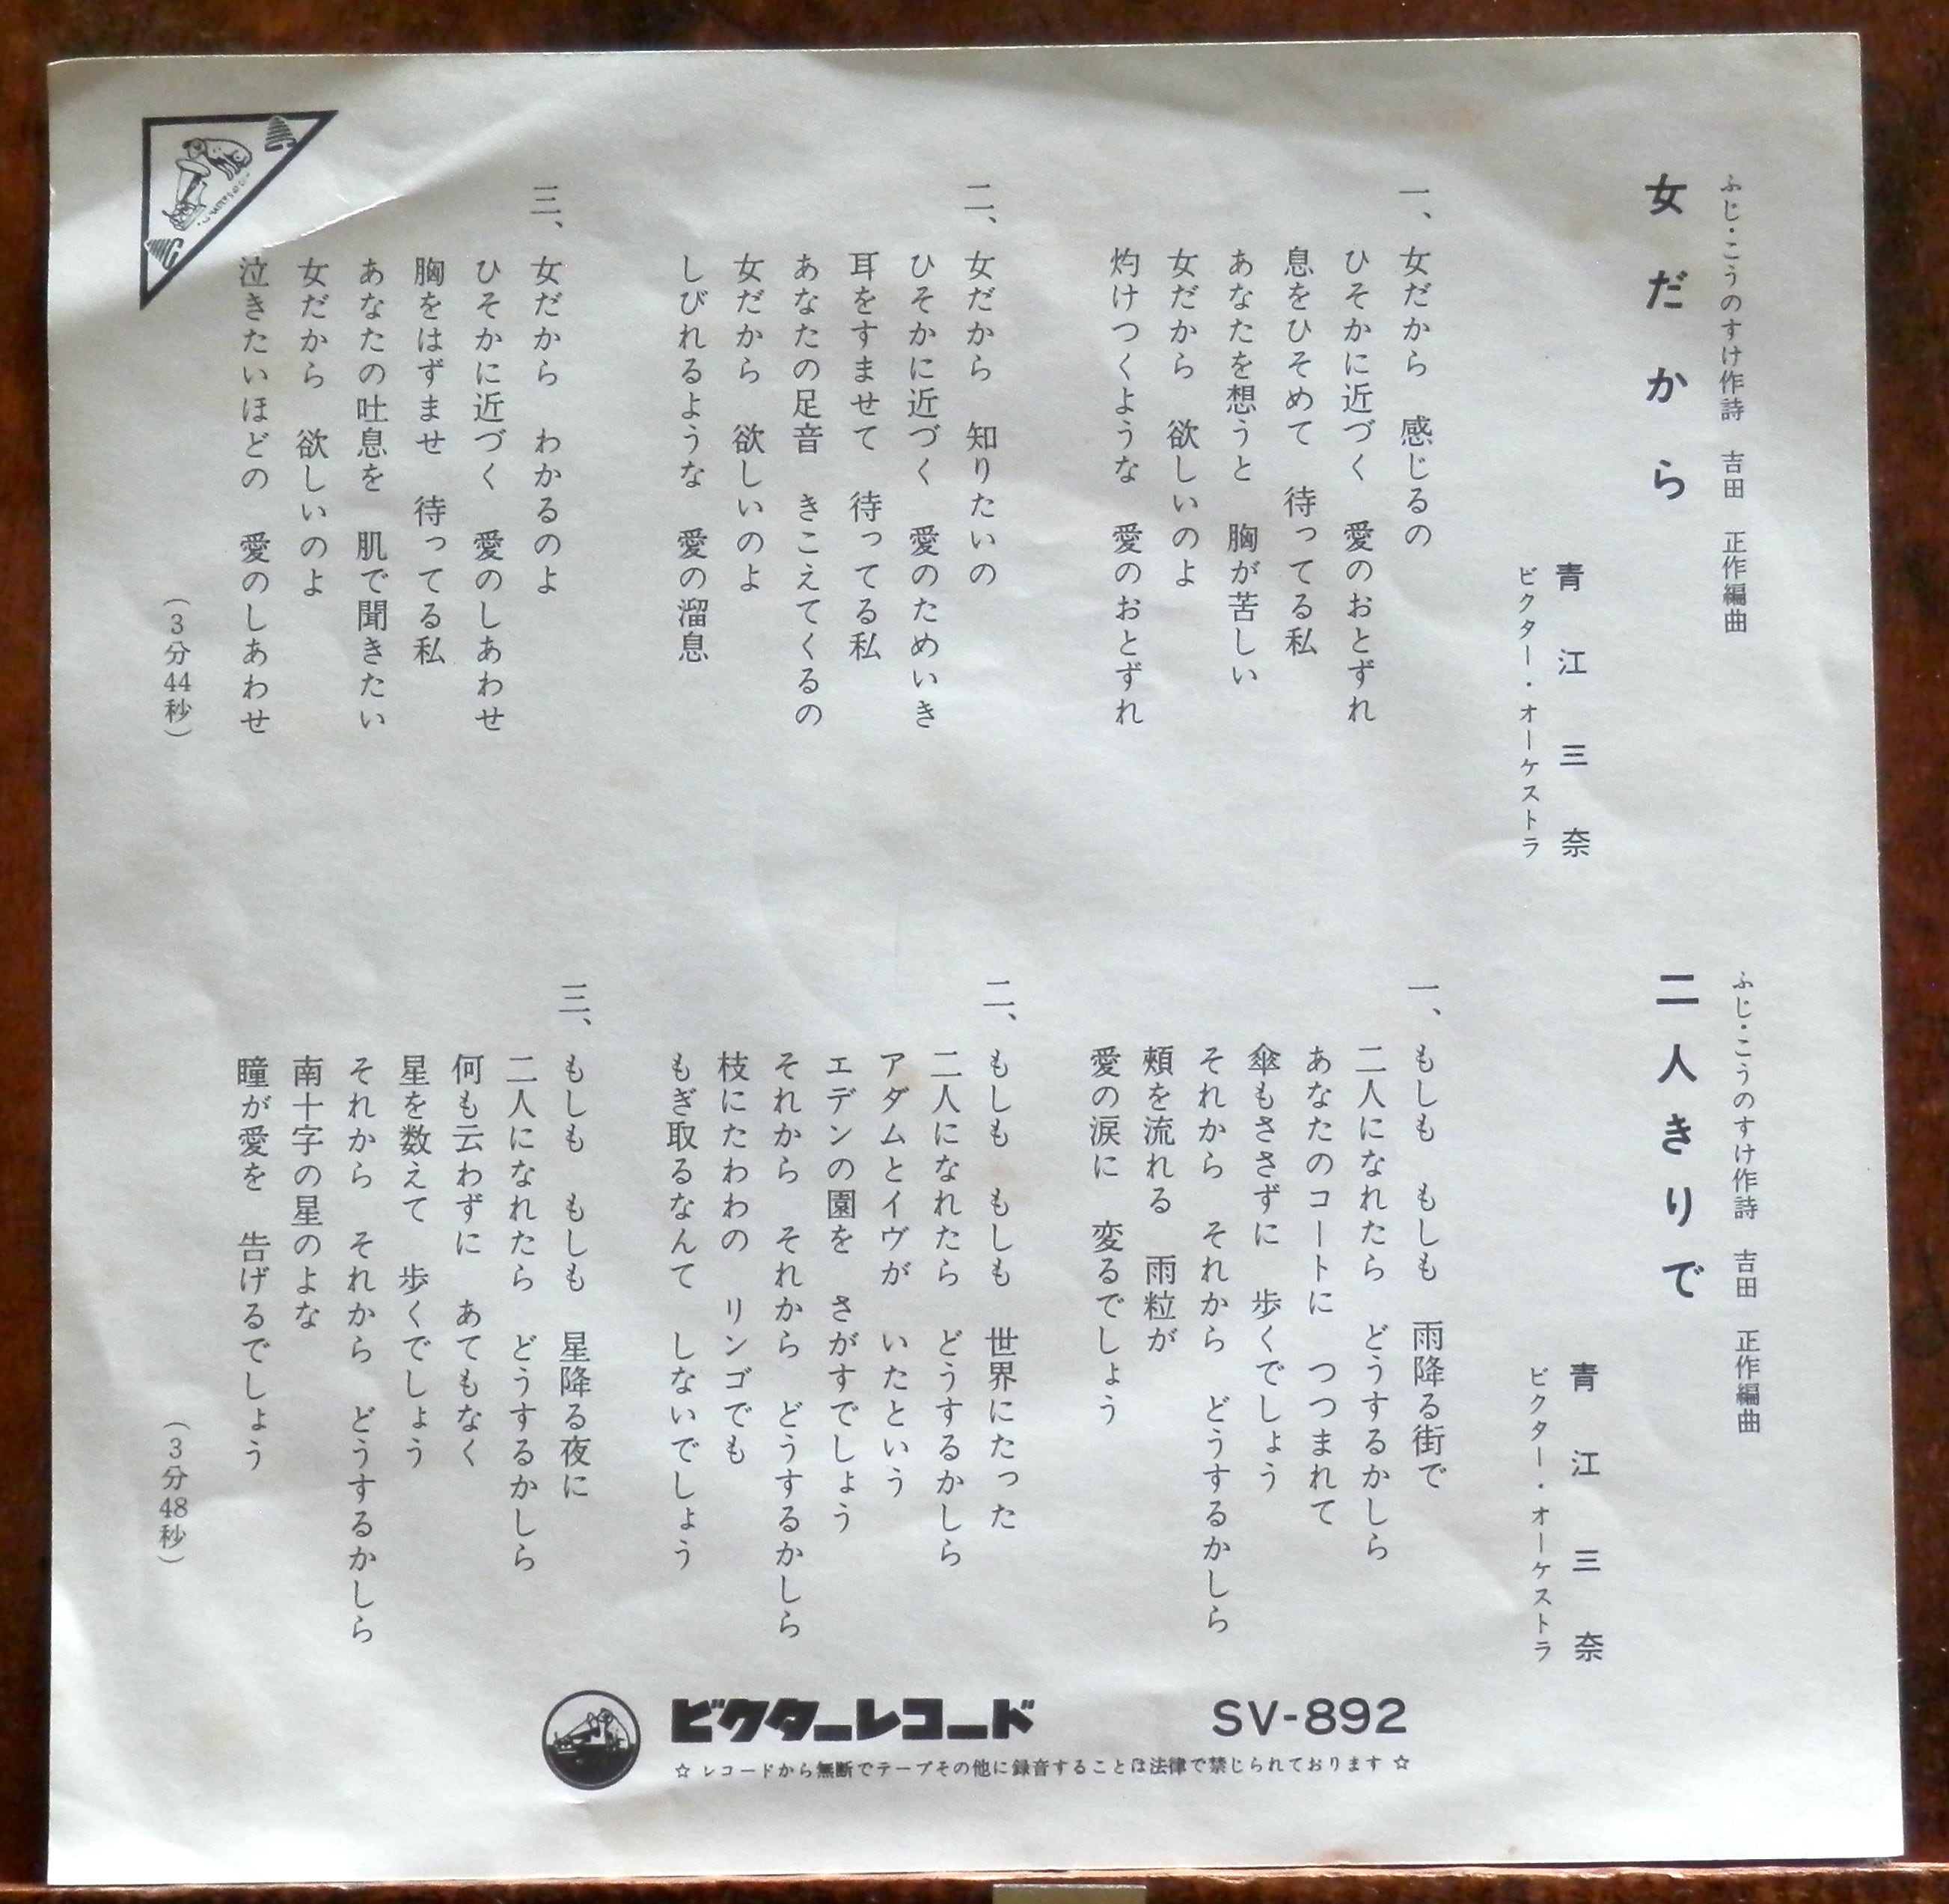 ふじ・こうのすけ作詩　吉田　正作編曲
女だから
青江三奈
ビクター・オーケストラ
一、女だから　感じるの
ひそかに近づく　愛のおとずれ
息をひそめて　待ってる私
あなたを想うと　胸が苦しい
女だから　欲しいのよ
灼けつくような　愛のおとずれ
二、女だから　知りたいの
ひそかに近づく　愛のためいき
耳をすませて　待ってる私
あなたの足音　きこえてくるの
女だから　欲しいのよ
しびれるような　愛の溜息
三、女だから　わかるのよ
ひそかに近づく　愛のしあわせ
胸をはずませ　待ってる私
あなたの吐息を　肌で聞きたい
女だから　欲しいのよ
泣きたいほどの　愛のしあわせ
（3分44秒）
ふじ・こうのすけ作詩　吉田　正作編曲
二人きりで
青江三奈
ビクター・オーケストラ
一、もしも　もしも　雨降る街で
二人になれたら　どうするかしら
あなたのコートに　つつまれて
傘もささずに　歩くでしょう
それから　それから　どうするかしら
頬を流れる　雨粒が
愛の涙に　変るでしょう
二、もしも　もしも　世界にたった
二人になれたら　どうするかしら
アダムとイヴが　いたという
エデンの園を　さがすでしょう
それから　それから　どうするかしら
枝にたわわの　リンゴでも
もぎ取るなんて　しないでしょう
三、もしも　もしも　星降る夜に
二人になれたら　どうするかしら
何も云わずに　あてもなく
星を数えて　歩くでしょう
それから　それから　どうするかしら
南十字の星のよな
瞳が愛を　告げるでしょう
（3分48秒）
ビクターレコード　SV-892
☆ レコードから無断でテープその他に録音することは法律で禁じられております ☆